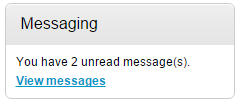 Messaging
You have 2 unread message(s).
View messages